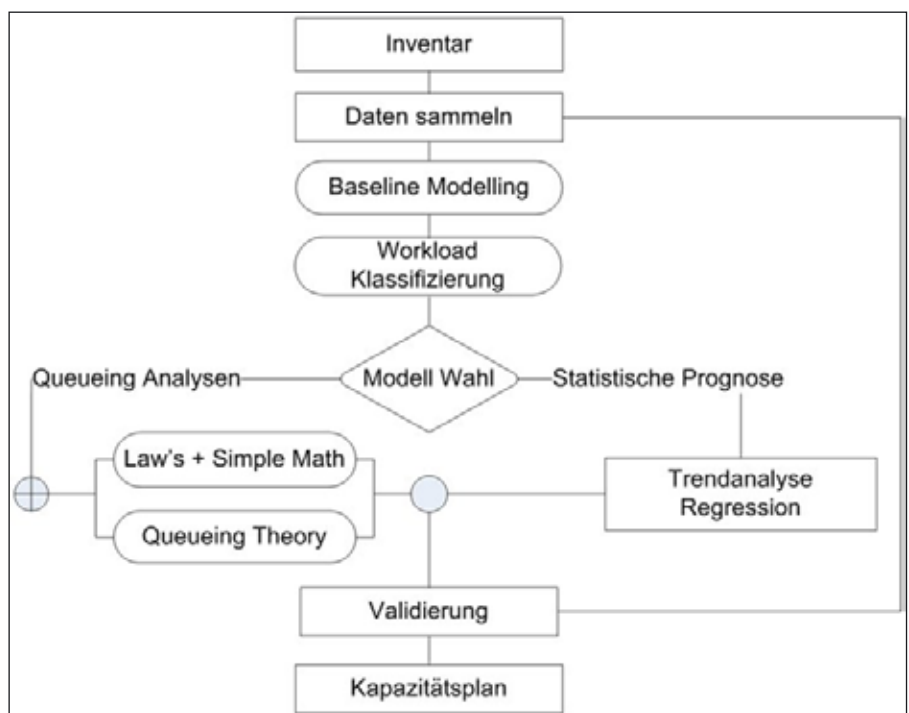 Inventar
Daten sammeln
Baseline Modelling
Workload
Klassifizierung
Queueing Analysen
Modell Wahl
Statistische Prognose
Law's + Simple Math
Queueing Theory
Trendanalyse
Regression
Validierung
Kapazitätsplan